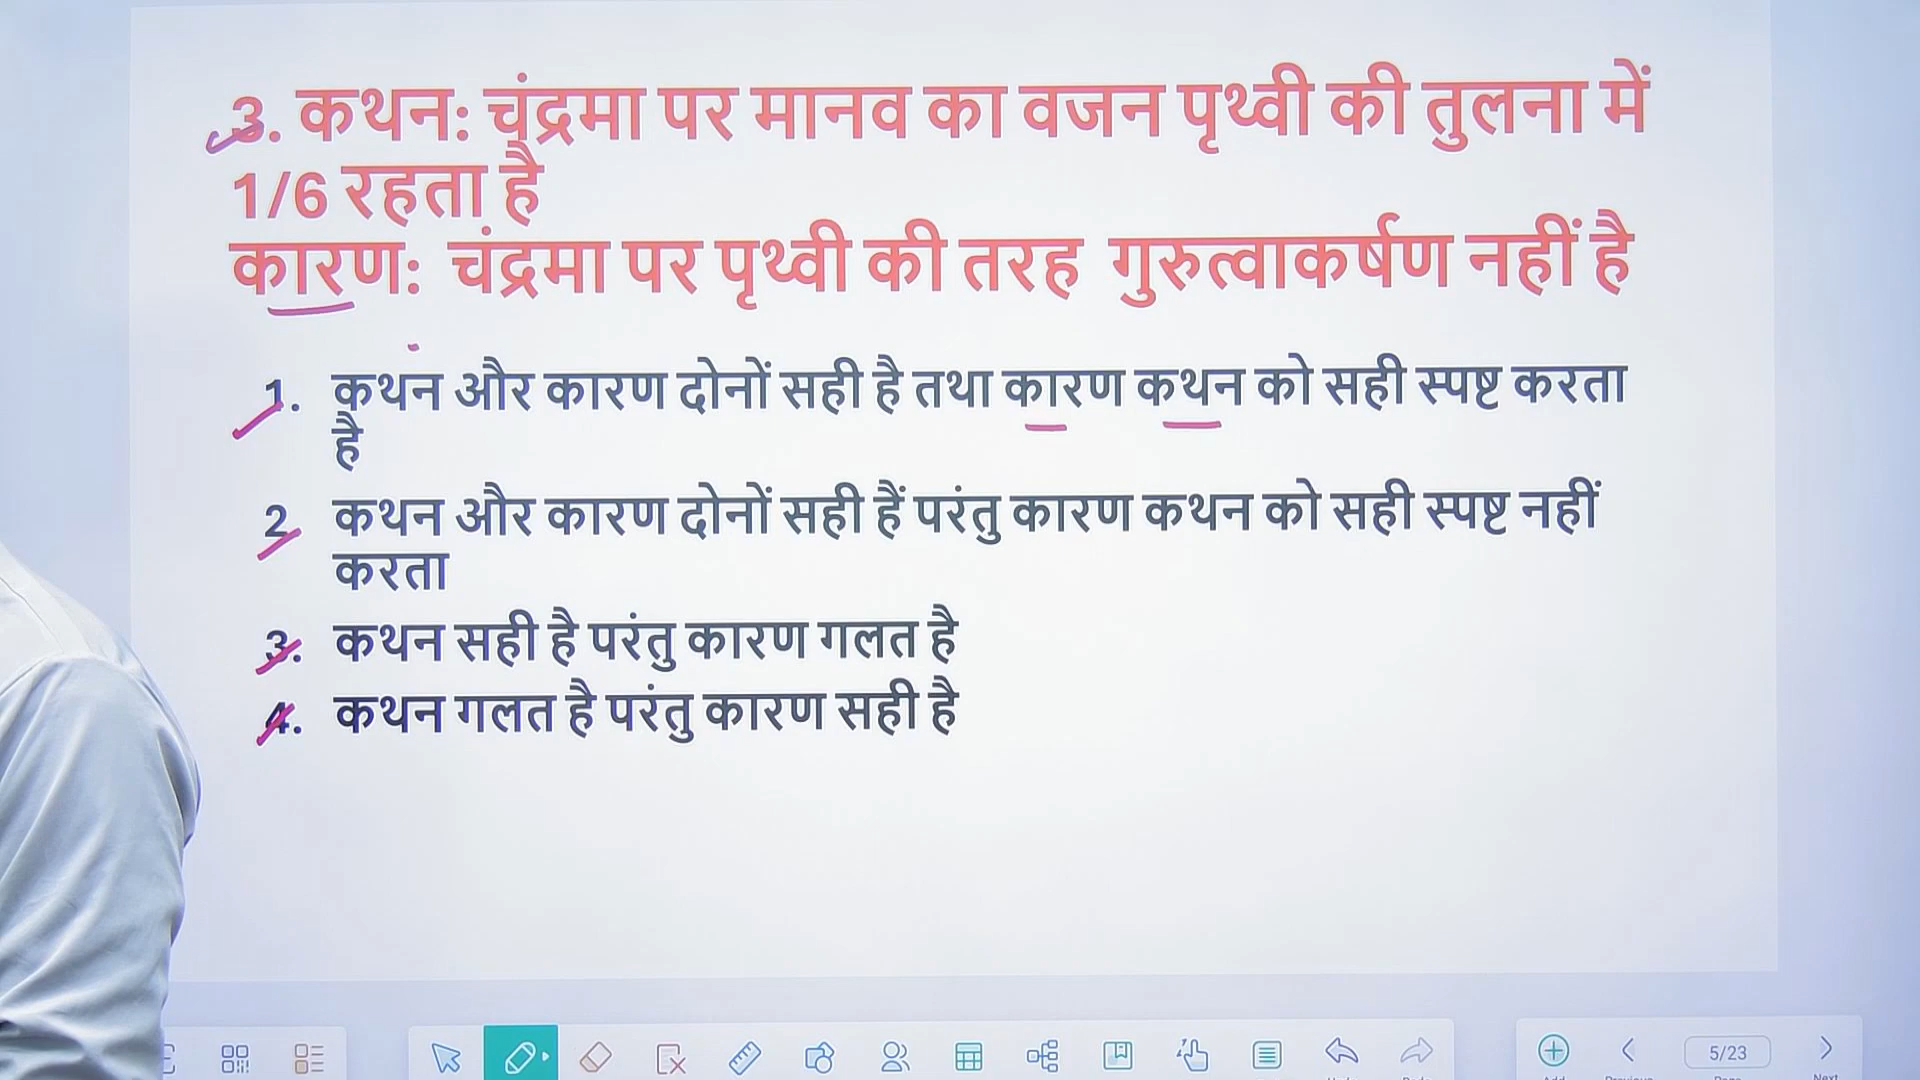 3. कथन: चंद्रमा पर मानव का वजन पृथ्वी की तुलना में
1/6 रहता है
कारण: चंद्रमा पर पृथ्वी की तरह गुरुत्वाकर्षण नहीं है
1. कथन और कारण दोनों सही है तथा कारण कथन को सही स्पष्ट करता
है
2. कथन और कारण दोनों सही हैं परंतु कारण कथन को सही स्पष्ट नहीं
करता
3. कथन सही है परंतु कारण गलत है
4. कथन गलत है परंतु कारण सही है
5/23